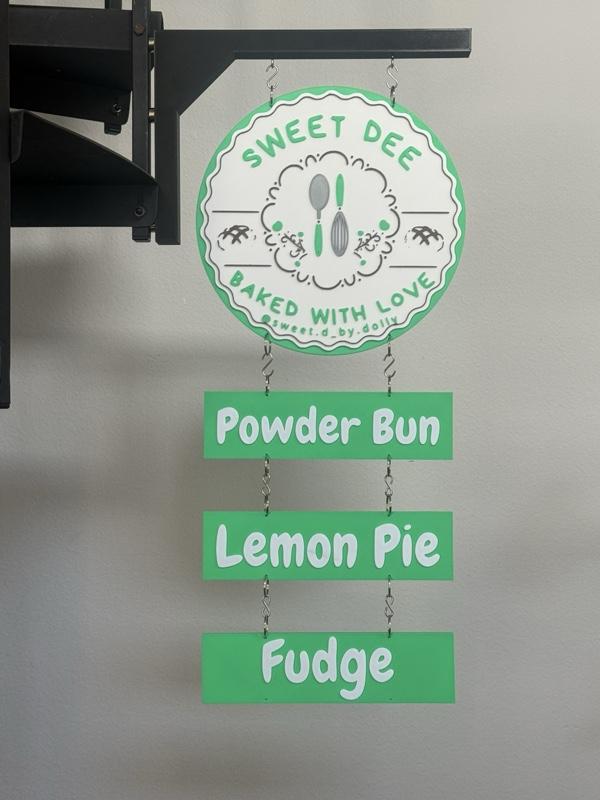 SWEET DEE
BAKED WITH LOVE
@sweet.d_by.dolly
Powder Bun
Lemon Pie
Fudge